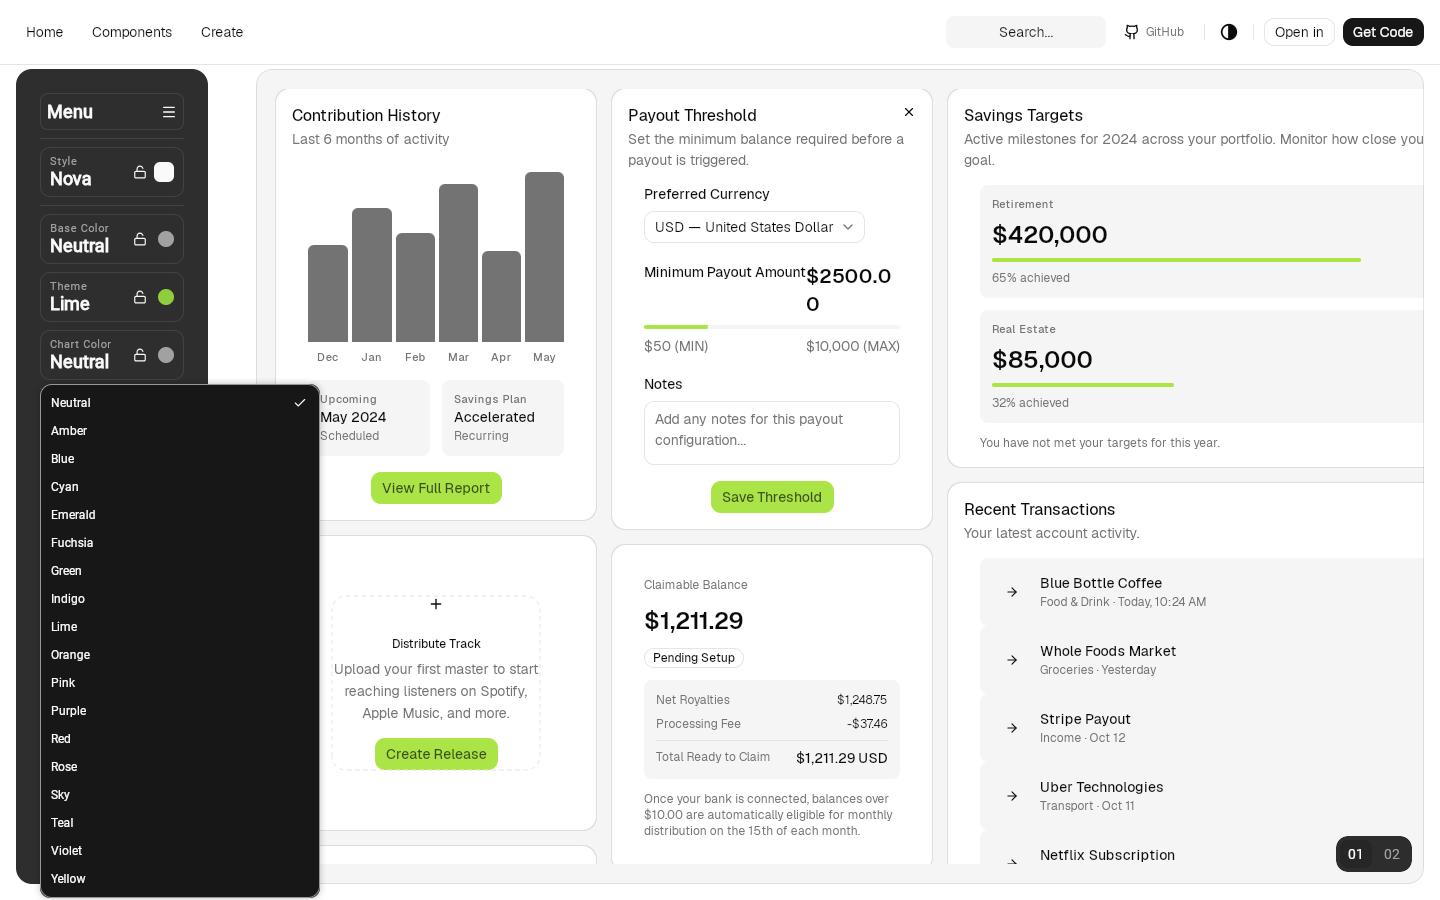 Home
Components
Create
Search...
GitHub
Open in
Get Code
Menu
Style
Nova
Base Color
Neutral
Theme
Lime
Chart Color
Neutral
Neutral
Amber
Blue
Cyan
Emerald
Fuchsia
Green
Indigo
Lime
Orange
Pink
Purple
Red
Rose
Sky
Teal
Violet
Yellow
Contribution History
Last 6 months of activity
Dec Jan Feb Mar Apr May
Upcoming
May 2024
Scheduled
Savings Plan
Accelerated
Recurring
View Full Report
Distribute Track
Upload your first master to start
reaching listeners on Spotify,
Apple Music, and more.
Create Release
Payout Threshold
Set the minimum balance required before a
payout is triggered.
Preferred Currency
USD — United States Dollar
Minimum Payout Amount
$2500.0
0
$50 (MIN)
$10,000 (MAX)
Notes
Add any notes for this payout
configuration...
Save Threshold
Claimable Balance
$1,211.29
Pending Setup
Net Royalties
$1,248.75
Processing Fee
-$37.46
Total Ready to Claim
$1,211.29 USD
Once your bank is connected, balances over
$10.00 are automatically eligible for monthly
distribution on the 15th of each month.
Savings Targets
Active milestones for 2024 across your portfolio. Monitor how close you
goal.
Retirement
$420,000
65% achieved
Real Estate
$85,000
32% achieved
You have not met your targets for this year.
Recent Transactions
Your latest account activity.
Blue Bottle Coffee
Food & Drink · Today, 10:24 AM
Whole Foods Market
Groceries · Yesterday
Stripe Payout
Income · Oct 12
Uber Technologies
Transport · Oct 11
Netflix Subscription
01
02